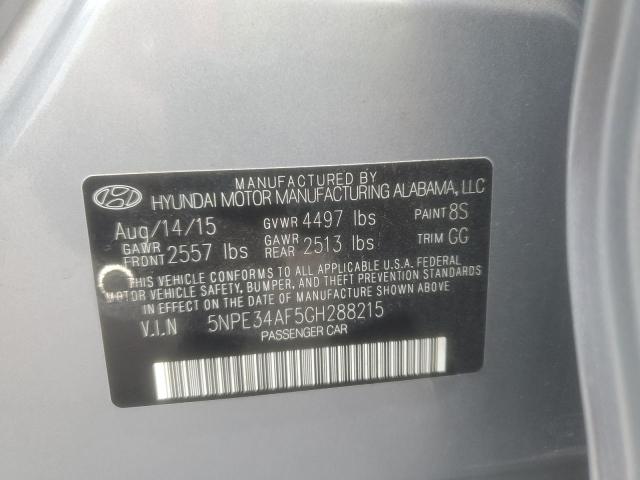 MANUFACTURED BY
HYUNDAI MOTOR MANUFACTURING ALABAMA, LLC
Aug/14/15 GVWR 4497 lbs PAINT 8S
GAWR FRONT 2557 lbs GAWR REAR 2513 lbs TRIM GG
THIS VEHICLE CONFORMS TO ALL APPLICABLE U.S.A. FEDERAL
MOTOR VEHICLE SAFETY, BUMPER, AND THEFT PREVENTION STANDARDS
IN EFFECT ON THE DATE OF MANUFACTURE SHOWN ABOVE.
V.I.N 5NPE34AF5GH288215
PASSENGER CAR